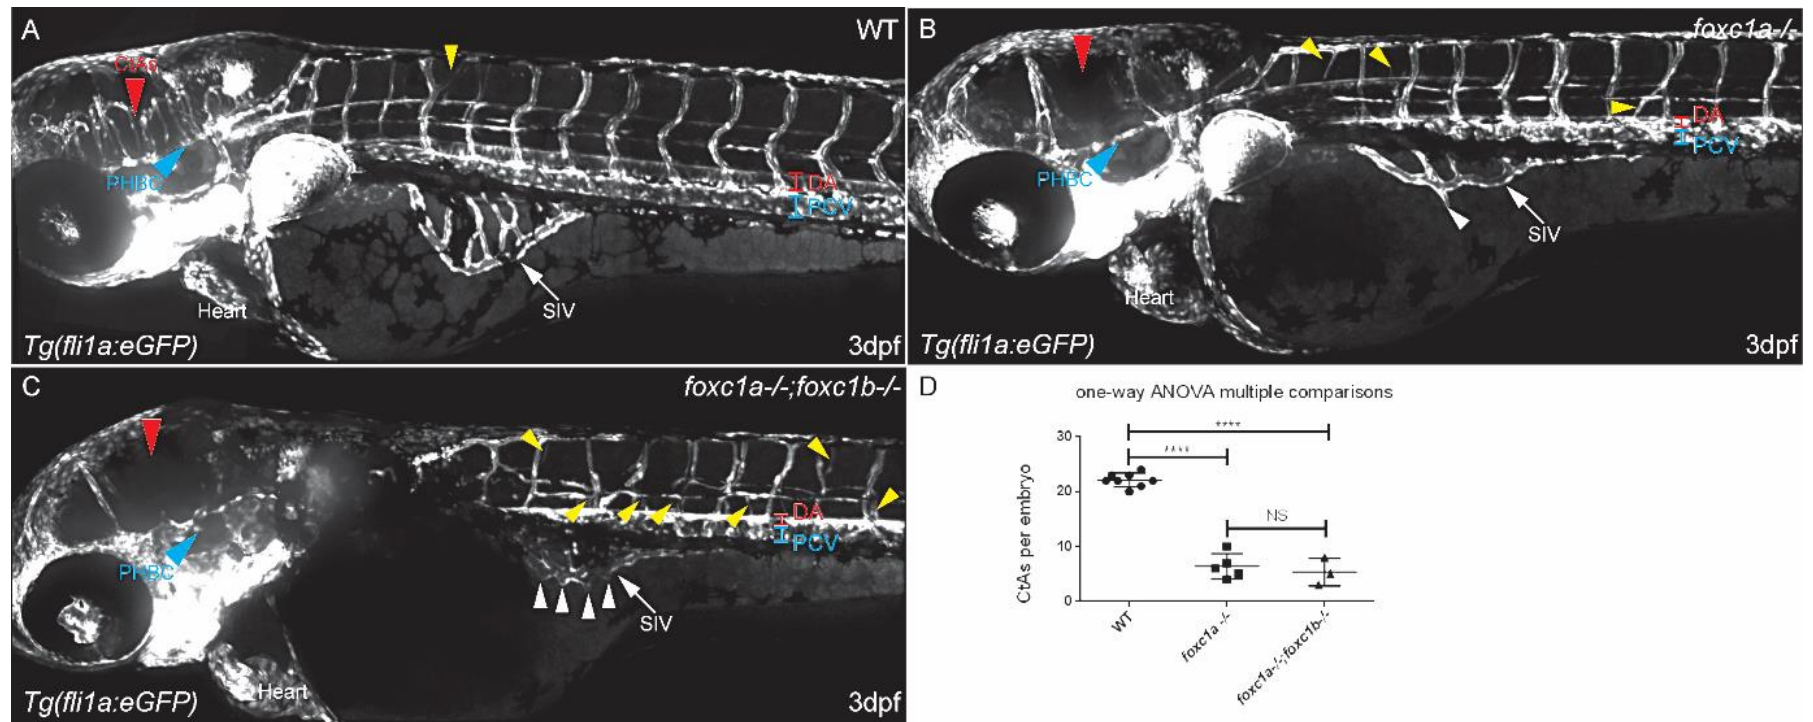 A
WT
CtAs
PHBC
DA
PCV
Heart
SIV
Tg(fli1a:eGFP)
3dpf
B
foxc1a-/-
DA
PCV
PHBC
SIV
Heart
Tg(fli1a:eGFP)
3dpf
C
foxc1a-/-;foxc1b-/-
DA
PCV
PHBC
SIV
Heart
Tg(fli1a:eGFP)
3dpf
D
one-way ANOVA multiple comparisons
****
****
NS
CtAs per embryo
30
20
10
0
WT
foxc1a -/-
foxc1a-/-;foxc1b-/-